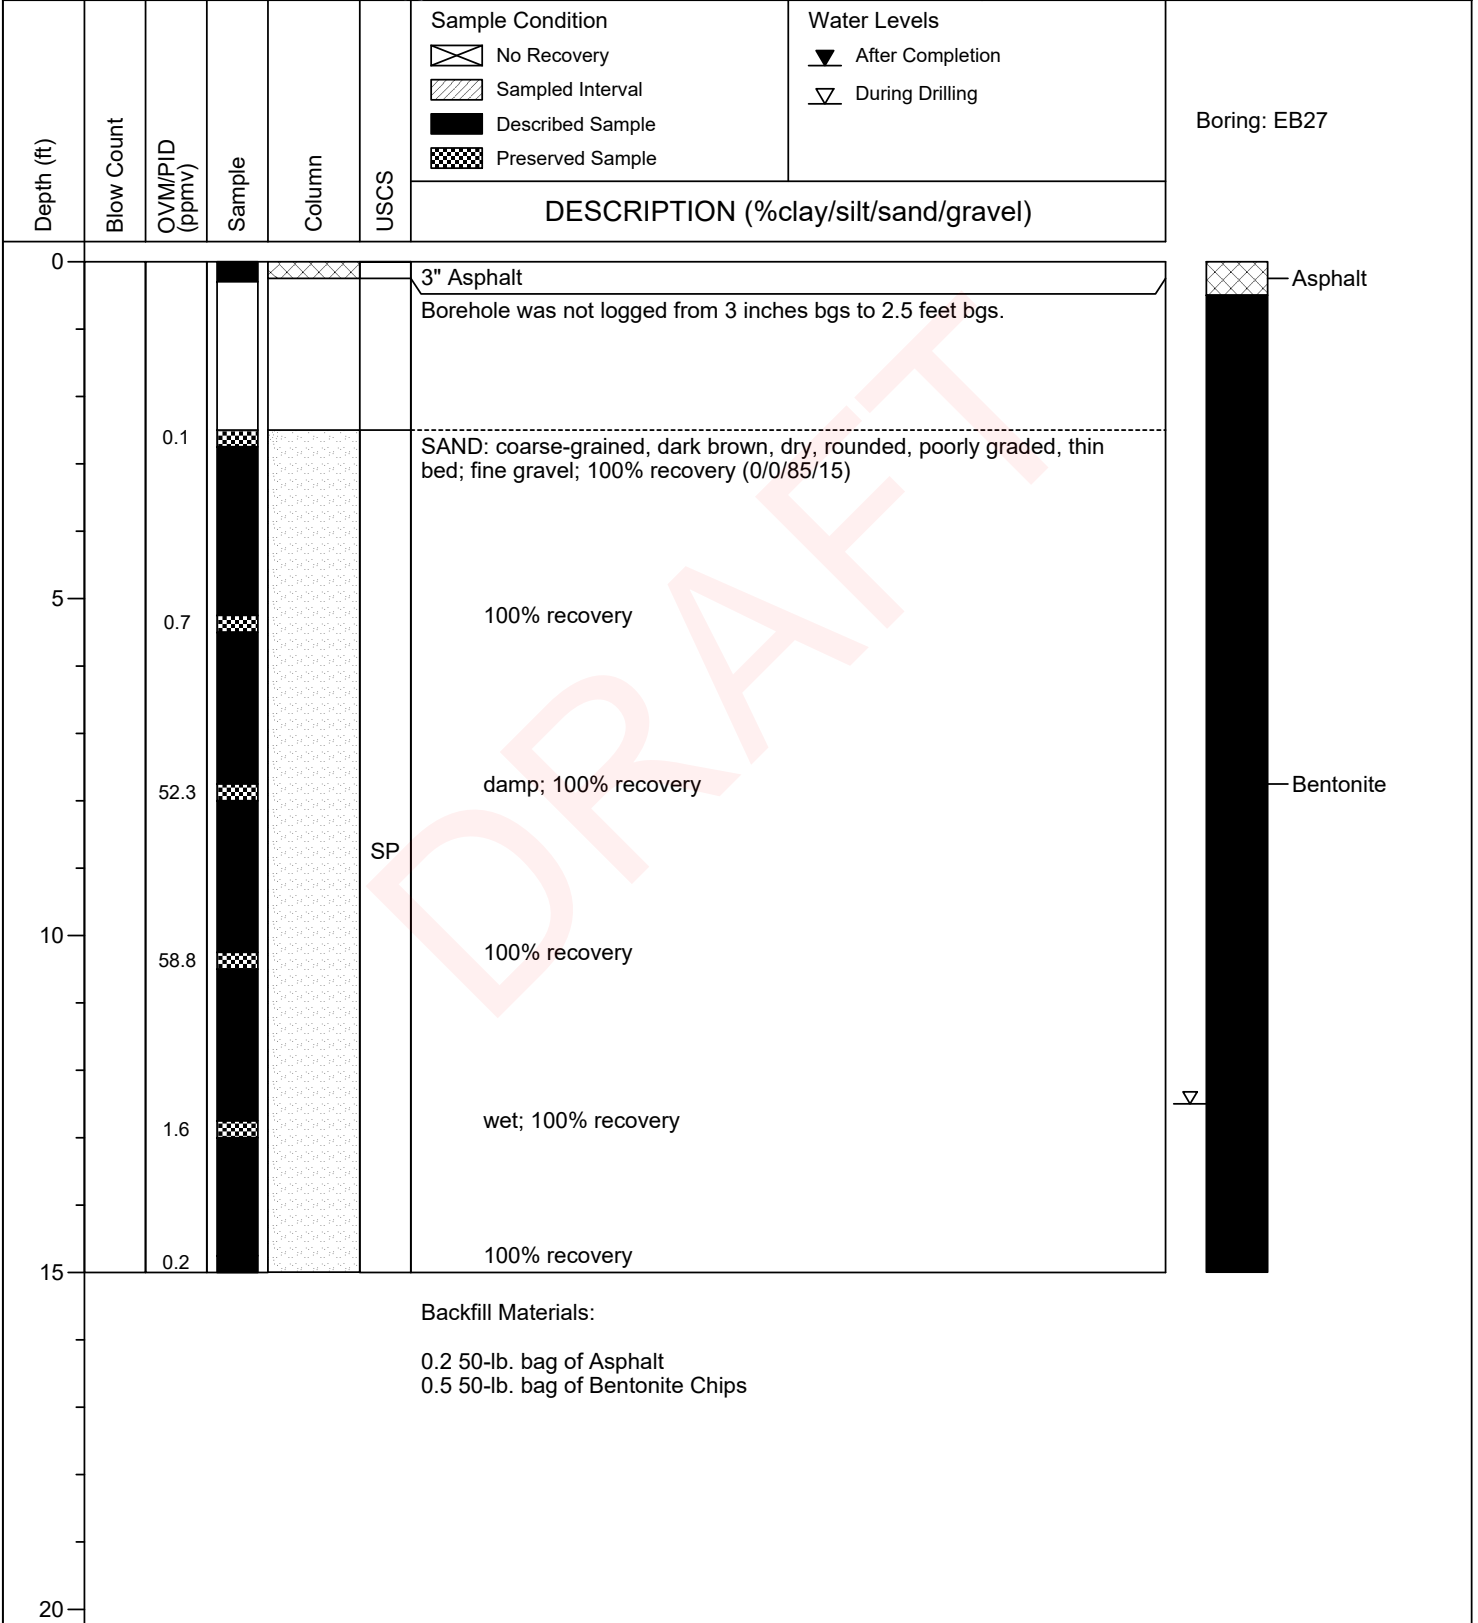 Sample Condition
No Recovery
Sampled Interval
Described Sample
Preserved Sample
Water Levels
After Completion
During Drilling
Boring: EB27
Depth (ft)
Blow Count
OVM/PID
(ppmv)
Sample
Column
USCS
DESCRIPTION (%clay/silt/sand/gravel)
0
3" Asphalt
Asphalt
Borehole was not logged from 3 inches bgs to 2.5 feet bgs.
0.1
SAND: coarse-grained, dark brown, dry, rounded, poorly graded, thin
bed; fine gravel; 100% recovery (0/0/85/15)
5
0.7
100% recovery
52.3
damp; 100% recovery
Bentonite
SP
10
58.8
100% recovery
1.6
wet; 100% recovery
0.2
100% recovery
15
Backfill Materials:
0.2 50-lb. bag of Asphalt
0.5 50-lb. bag of Bentonite Chips
20
DRAFT